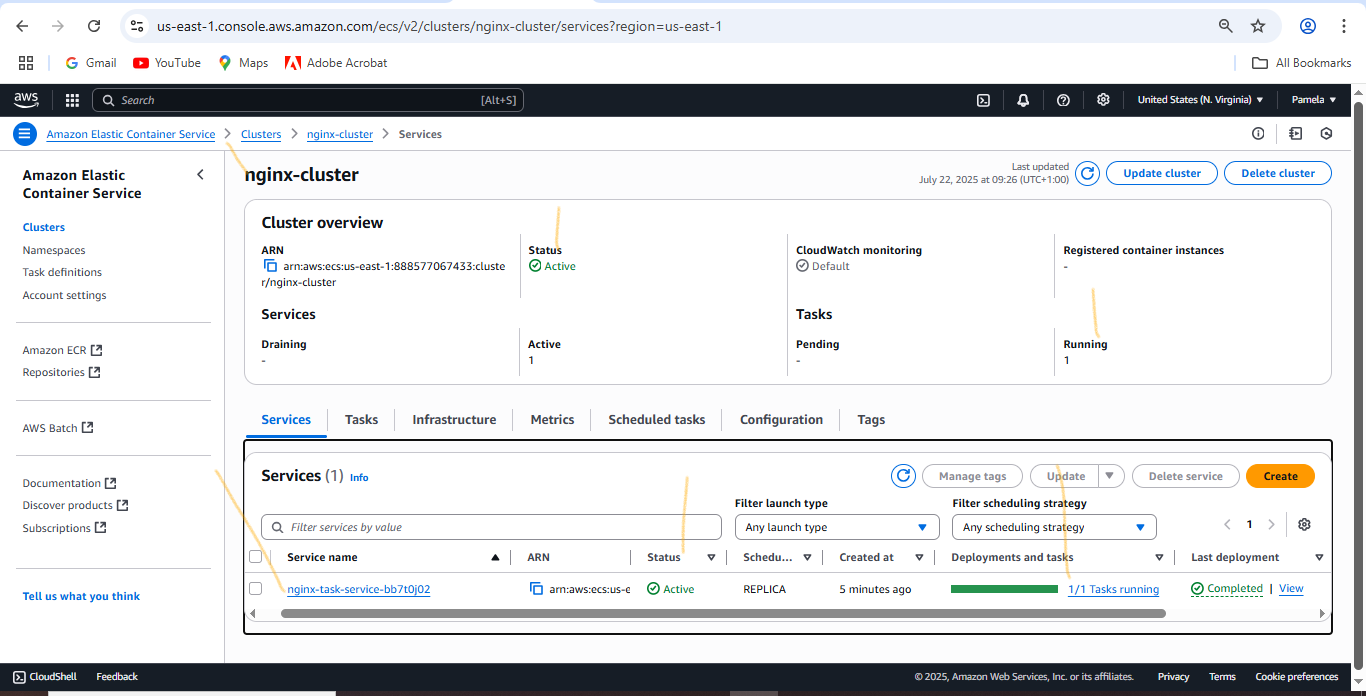 us-east-1.console.aws.amazon.com/ecs/v2/clusters/nginx-cluster/services?region=us-east-1
Gmail YouTube Maps Adobe Acrobat All Bookmarks
aws Search [Alt+S] United States (N. Virginia) Pamela
Amazon Elastic Container Service Clusters nginx-cluster Services
Amazon Elastic
Container Service
Clusters
Namespaces
Task definitions
Account settings
Amazon ECR
Repositories
AWS Batch
Documentation
Discover products
Subscriptions
Tell us what you think
nginx-cluster
Last updated
July 22, 2025 at 09:26 (UTC+1:00)
Update cluster Delete cluster
Cluster overview
ARN
arn:aws:ecs:us-east-1:888577067433:cluste
r/nginx-cluster
Status
Active
CloudWatch monitoring
Default
Registered container instances
-
Services
Tasks
Draining
-
Active
1
Pending
-
Running
1
Services Tasks Infrastructure Metrics Scheduled tasks Configuration Tags
Services (1) Info
Manage tags Update Delete service Create
Filter launch type Filter scheduling strategy
Filter services by value Any launch type Any scheduling strategy 1
Service name ARN Status Schedu... Created at Deployments and tasks Last deployment
nginx-task-service-bb7t0j02 arn:aws:ecs:us-e Active REPLICA 5 minutes ago 1/1 Tasks running Completed | View
CloudShell Feedback © 2025, Amazon Web Services, Inc. or its affiliates. Privacy Terms Cookie preferences